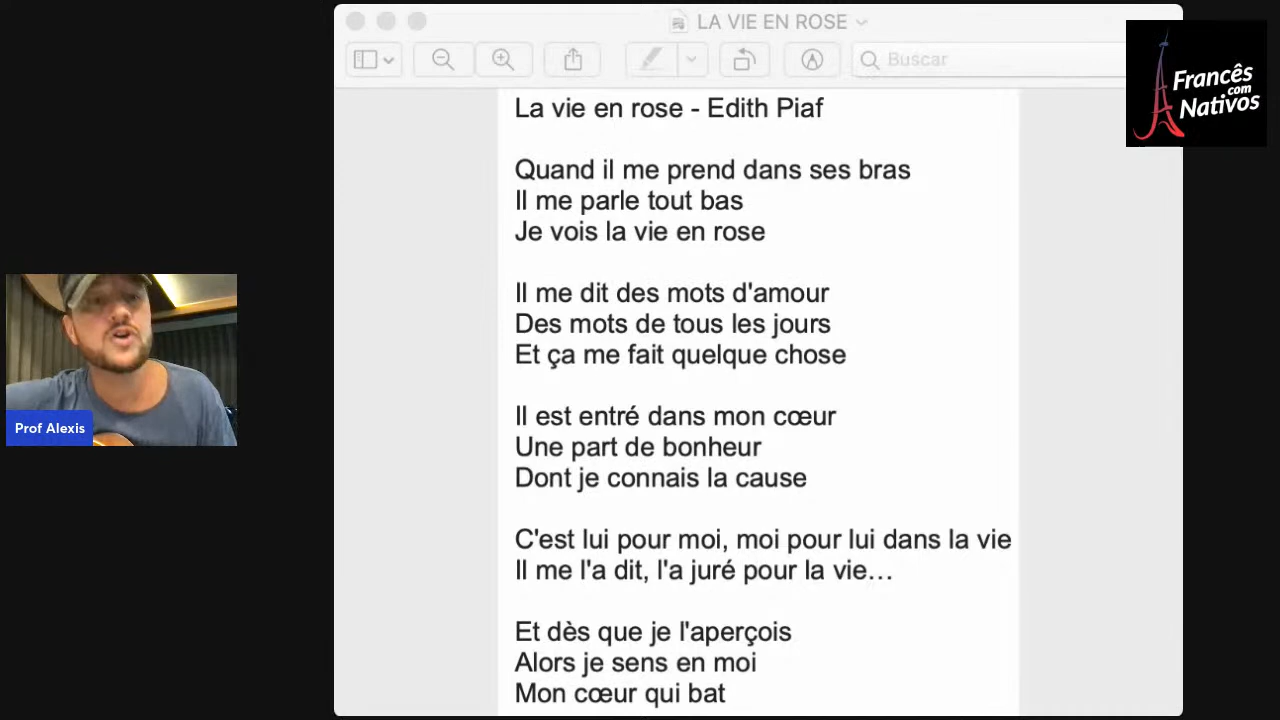 LA VIE EN ROSE
Buscar
Francês
com
Nativos
La vie en rose - Edith Piaf
Quand il me prend dans ses bras
Il me parle tout bas
Je vois la vie en rose
Il me dit des mots d'amour
Des mots de tous les jours
Et ça me fait quelque chose
Il est entré dans mon cœur
Une part de bonheur
Dont je connais la cause
C'est lui pour moi, moi pour lui dans la vie
Il me l'a dit, l'a juré pour la vie…
Et dès que je l'aperçois
Alors je sens en moi
Mon cœur qui bat
Prof Alexis